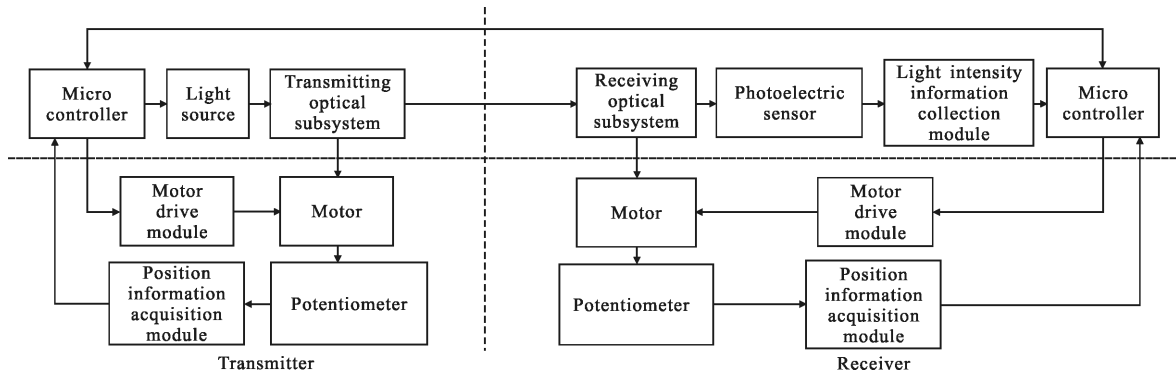 Micro
controller
Light
source
Transmitting
optical
subsystem
Receiving
optical
subsystem
Photoelectric
sensor
Light intensity
information
collection
module
Micro
controller
Motor
drive
module
Motor
Motor
Motor
drive
module
Position
information
acquisition
module
Potentiometer
Potentiometer
Position
information
acquisition
module
Transmitter
Receiver